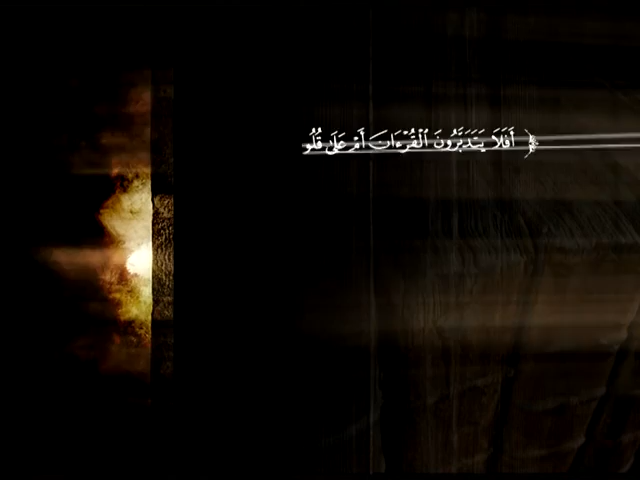 ﴿ أَفَلَا يَتَدَبَّرُونَ ٱلْقُرْءَانَ أَمْ عَلَىٰ قُلُو